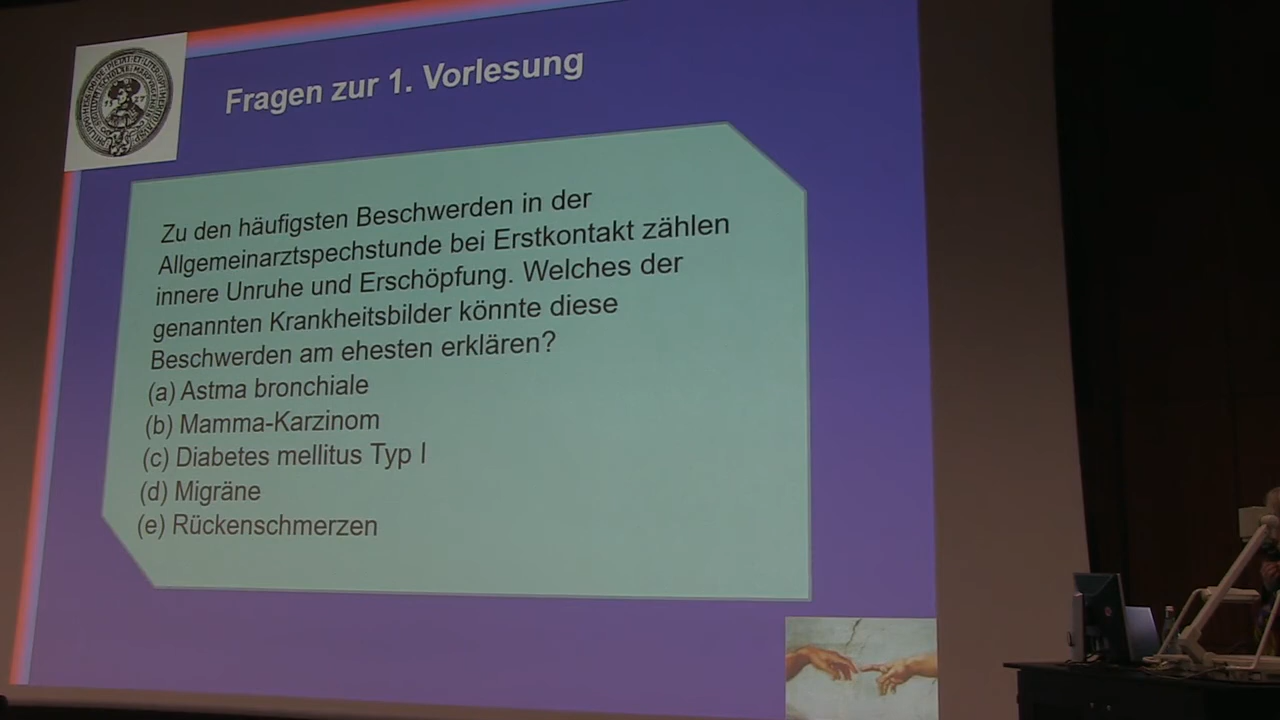 Fragen zur 1. Vorlesung
Zu den häufigsten Beschwerden in der
Allgemeinarztspechstunde bei Erstkontakt zählen
innere Unruhe und Erschöpfung. Welches der
genannten Krankheitsbilder könnte diese
Beschwerden am ehesten erklären?
(a) Astma bronchiale
(b) Mamma-Karzinom
(c) Diabetes mellitus Typ I
(d) Migräne
(e) Rückenschmerzen